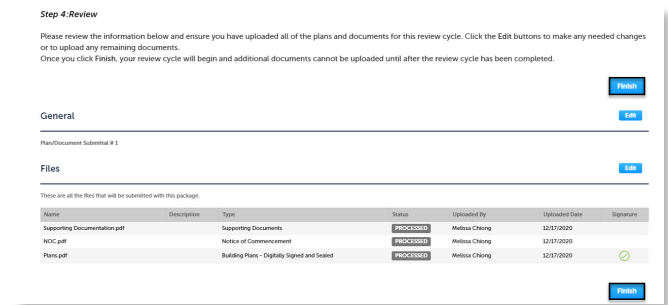 Step 4:Review
Please review the information below and ensure you have uploaded all of the plans and documents for this review cycle. Click the Edit buttons to make any needed changes
or to upload any remaining documents.
Once you click Finish, your review cycle will begin and additional documents cannot be uploaded until after the review cycle has been completed.
Finish
General Edit
Plan/Document Submittal # 1
Files Edit
These are all the files that will be submitted with this package.
Name Description Type Status Uploaded By Uploaded Date Signature
Supporting Documentation.pdf Supporting Documents PROCESSED Melissa Chiong 12/17/2020
NOC.pdf Notice of Commencement PROCESSED Melissa Chiong 12/17/2020
Plans.pdf Building Plans - Digitally Signed and Sealed PROCESSED Melissa Chiong 12/17/2020
Finish